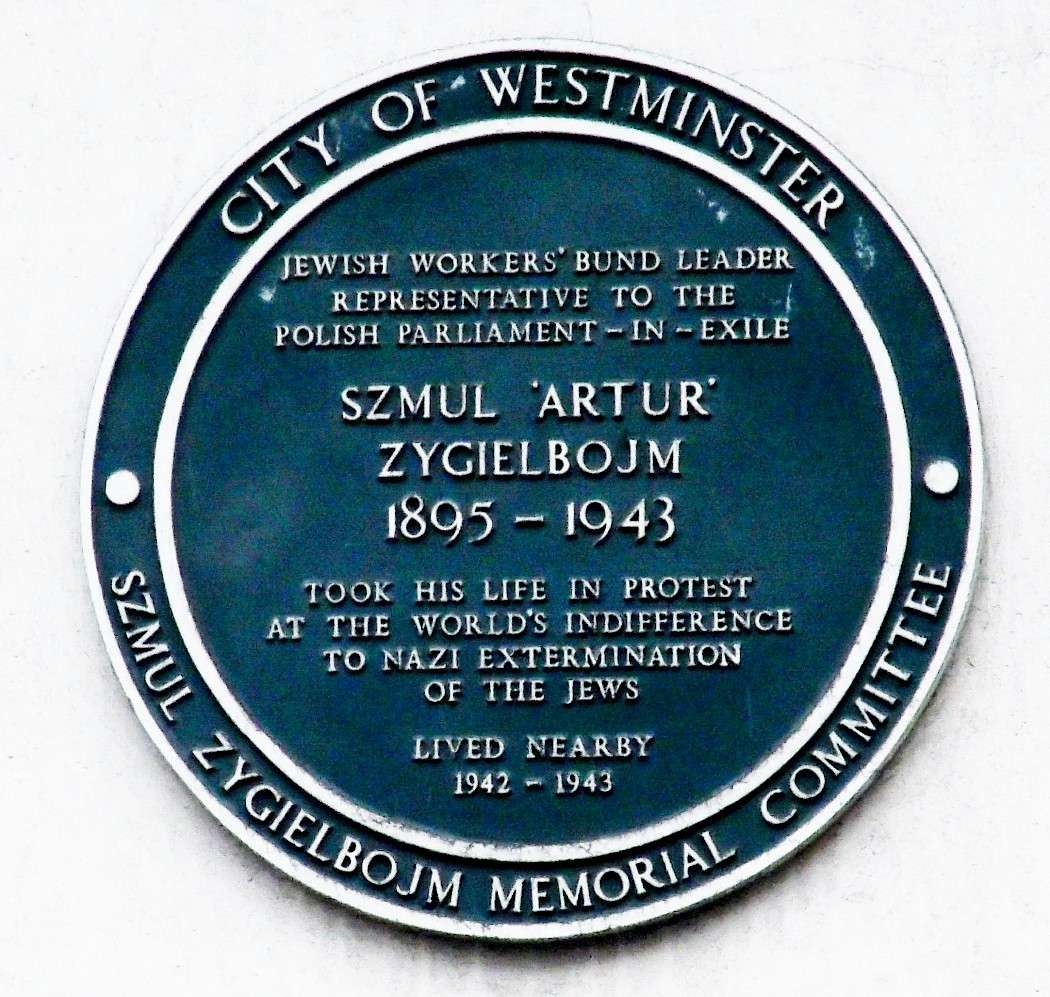 CITY OF WESTMINSTER
JEWISH WORKERS' BUND LEADER
REPRESENTATIVE TO THE
POLISH PARLIAMENT-IN-EXILE
SZMUL 'ARTUR'
ZYGIELBOJM
1895 - 1943
TOOK HIS LIFE IN PROTEST
AT THE WORLD'S INDIFFERENCE
TO NAZI EXTERMINATION
OF THE JEWS
LIVED NEARBY
1942 - 1943
SZMUL ZYGIELBOJM MEMORIAL COMMITTEE